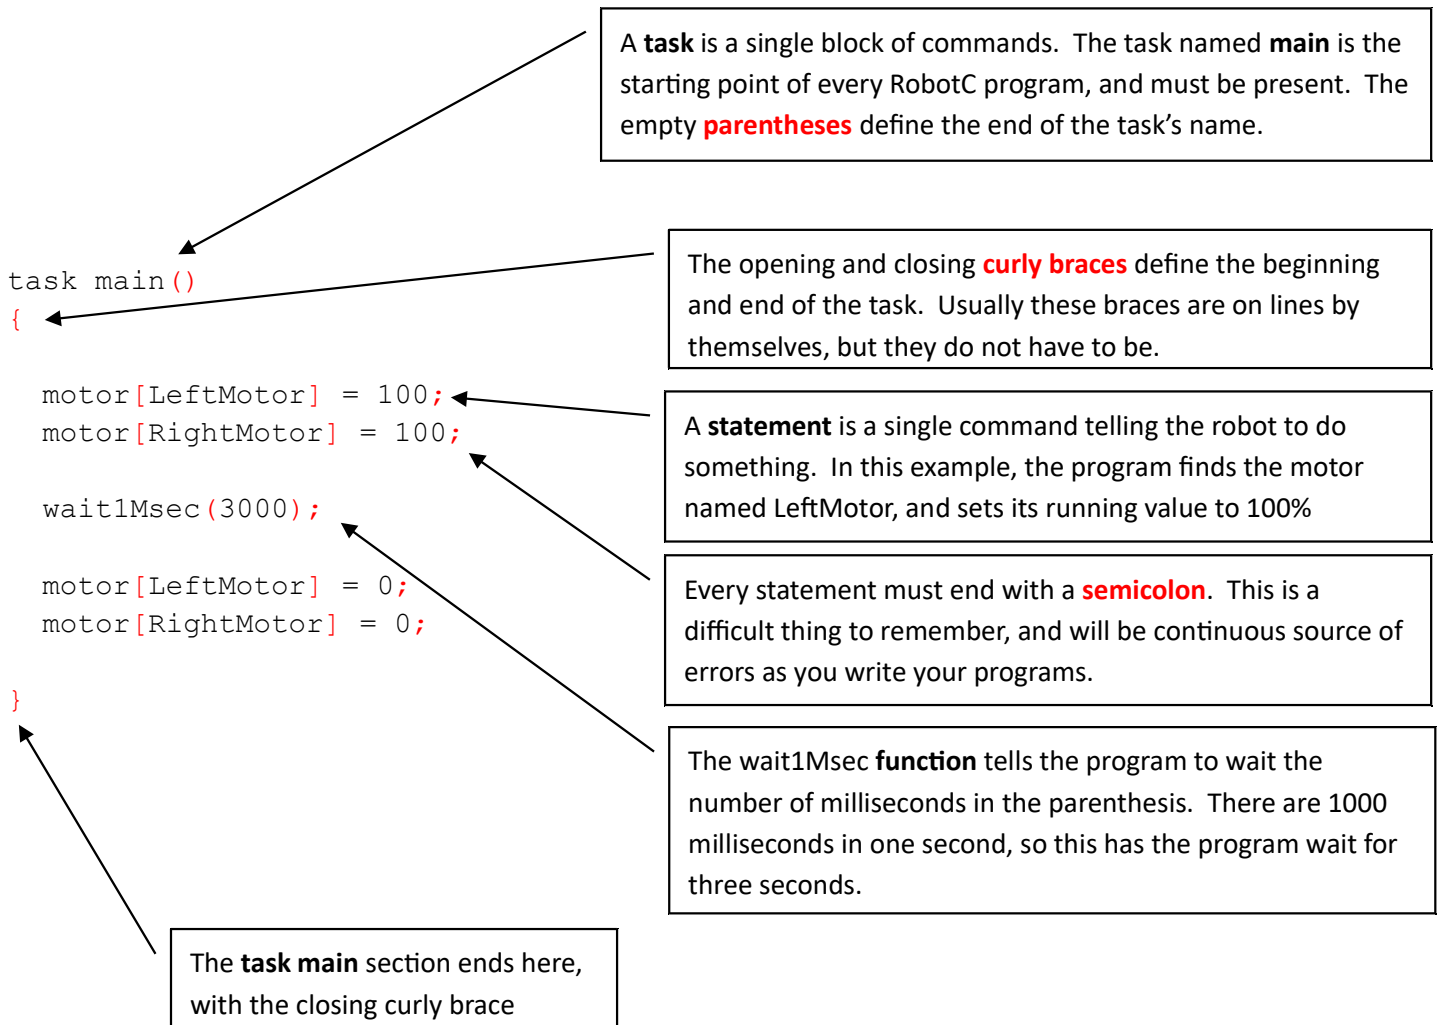 A task is a single block of commands.  The task named main is the
starting point of every RobotC program, and must be present.  The
empty parentheses define the end of the task’s name.
task main()
{
The opening and closing curly braces define the beginning
and end of the task.  Usually these braces are on lines by
themselves, but they do not have to be.
motor[LeftMotor] = 100;
motor[RightMotor] = 100;
wait1Msec(3000);
motor[LeftMotor] = 0;
motor[RightMotor] = 0;
}
A statement is a single command telling the robot to do
something.  In this example, the program finds the motor
named LeftMotor, and sets its running value to 100%
Every statement must end with a semicolon.  This is a
difficult thing to remember, and will be continuous source of
errors as you write your programs.
The wait1Msec function tells the program to wait the
number of milliseconds in the parenthesis.  There are 1000
milliseconds in one second, so this has the program wait for
three seconds.
The task main section ends here,
with the closing curly brace